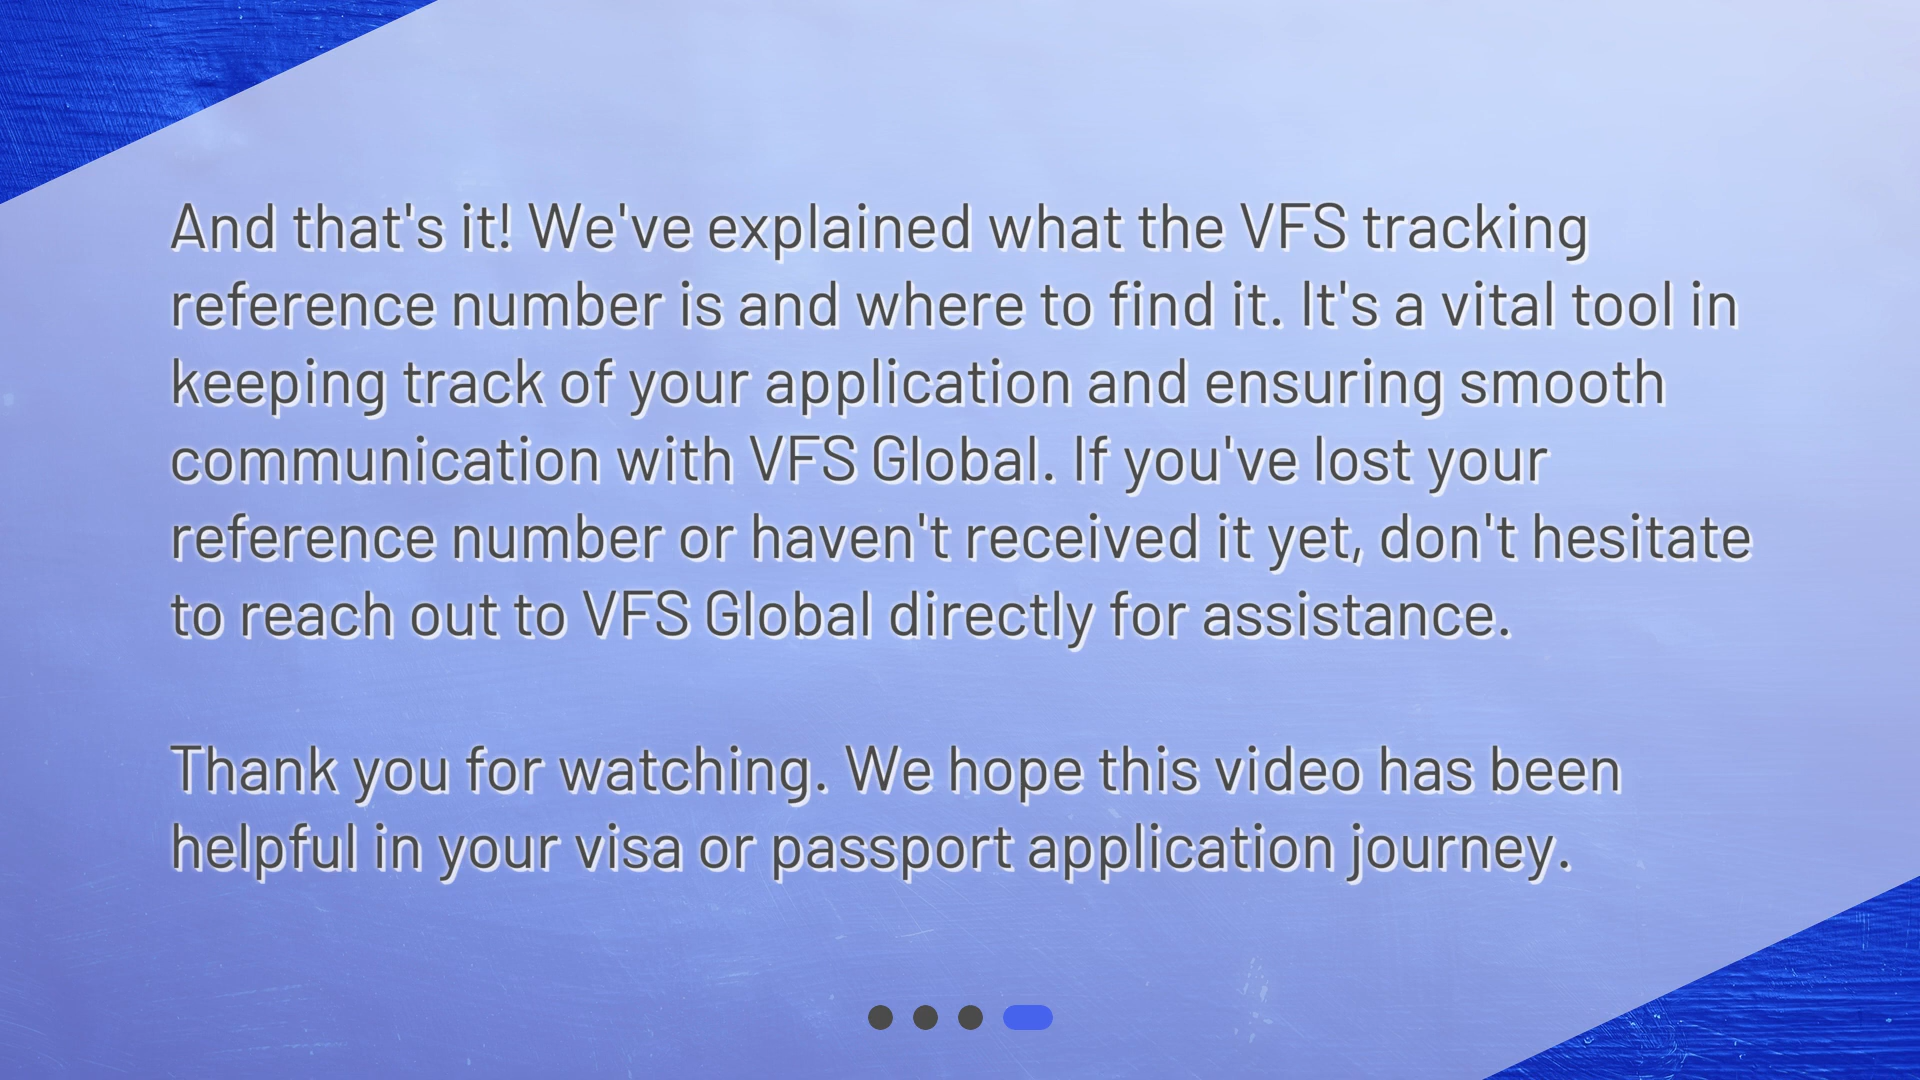 And that's it! We've explained what the VFS tracking
reference number is and where to find it. It's a vital tool in
keeping track of your application and ensuring smooth
communication with VFS Global. If you've lost your
reference number or haven't received it yet, don't hesitate
to reach out to VFS Global directly for assistance.
Thank you for watching. We hope this video has been
helpful in your visa or passport application journey.